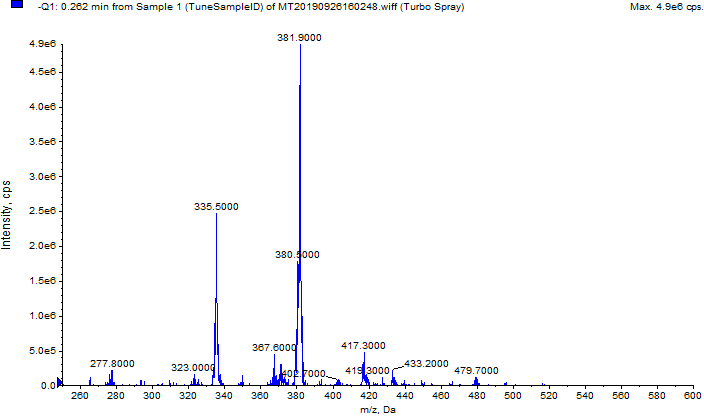 -Q1: 0.262 min from Sample 1 (TuneSampleID) of MT20190926160248.wiff (Turbo Spray)
Max. 4.9e6 cps.
381.9000
4.9e6
4.5e6
4.0e6
3.5e6
3.0e6
335.5000
2.5e6
2.0e6
380.5000
1.5e6
1.0e6
367.6000
417.3000
5.0e5
277.8000
323.0000
402.7000
419.3000
433.2000
479.7000
0.0
260 280 300 320 340 360 380 400 420 440 460 480 500 520 540 560 580 600
m/z, Da
Intensity, cps